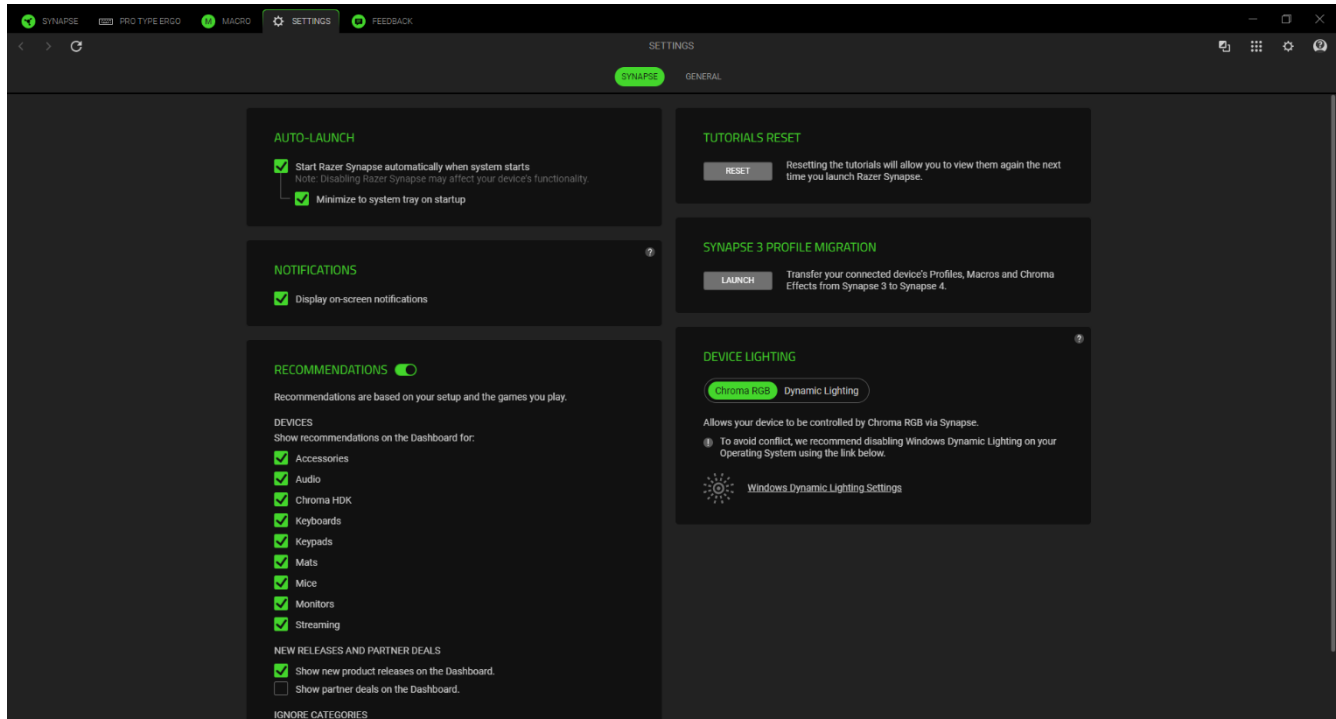 SYNAPSE PRO TYPE ERGO MACRO SETTINGS FEEDBACK
SETTINGS
SYNAPSE GENERAL
AUTO-LAUNCH
Start Razer Synapse automatically when system starts
Note: Disabling Razer Synapse may affect your device's functionality.
Minimize to system tray on startup
NOTIFICATIONS
Display on-screen notifications
RECOMMENDATIONS
Recommendations are based on your setup and the games you play.
DEVICES
Show recommendations on the Dashboard for:
Accessories
Audio
Chroma HDK
Keyboards
Keypads
Mats
Mice
Monitors
Streaming
NEW RELEASES AND PARTNER DEALS
Show new product releases on the Dashboard.
Show partner deals on the Dashboard.
IGNORE CATEGORIES
TUTORIALS RESET
RESET
Resetting the tutorials will allow you to view them again the next
time you launch Razer Synapse.
SYNAPSE 3 PROFILE MIGRATION
LAUNCH
Transfer your connected device's Profiles, Macros and Chroma
Effects from Synapse 3 to Synapse 4.
DEVICE LIGHTING
Chroma RGB Dynamic Lighting
Allows your device to be controlled by Chroma RGB via Synapse.
To avoid conflict, we recommend disabling Windows Dynamic Lighting on your
Operating System using the link below.
Windows Dynamic Lighting Settings